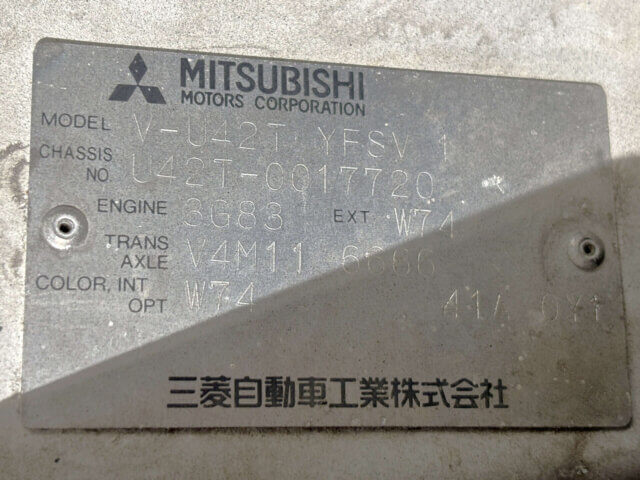 MITSUBISHI
MOTORS CORPORATION
MODEL V-U42T YFSV 1
CHASSIS NO. U42T-0017720
ENGINE 3G83 EXT W74
TRANS AXLE V4M11 6666
COLOR, INT OPT W74 41A 0Y1
三菱自動車工業株式会社